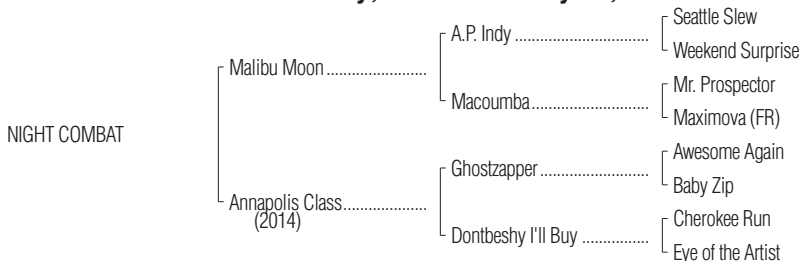 Seattle Slew
A.P. Indy
Weekend Surprise
Malibu Moon
Mr. Prospector
Macoumba
Maximova (FR)
NIGHT COMBAT
Awesome Again
Ghostzapper
Baby Zip
Annapolis Class
(2014)
Cherokee Run
Dontbeshy I'll Buy
Eye of the Artist